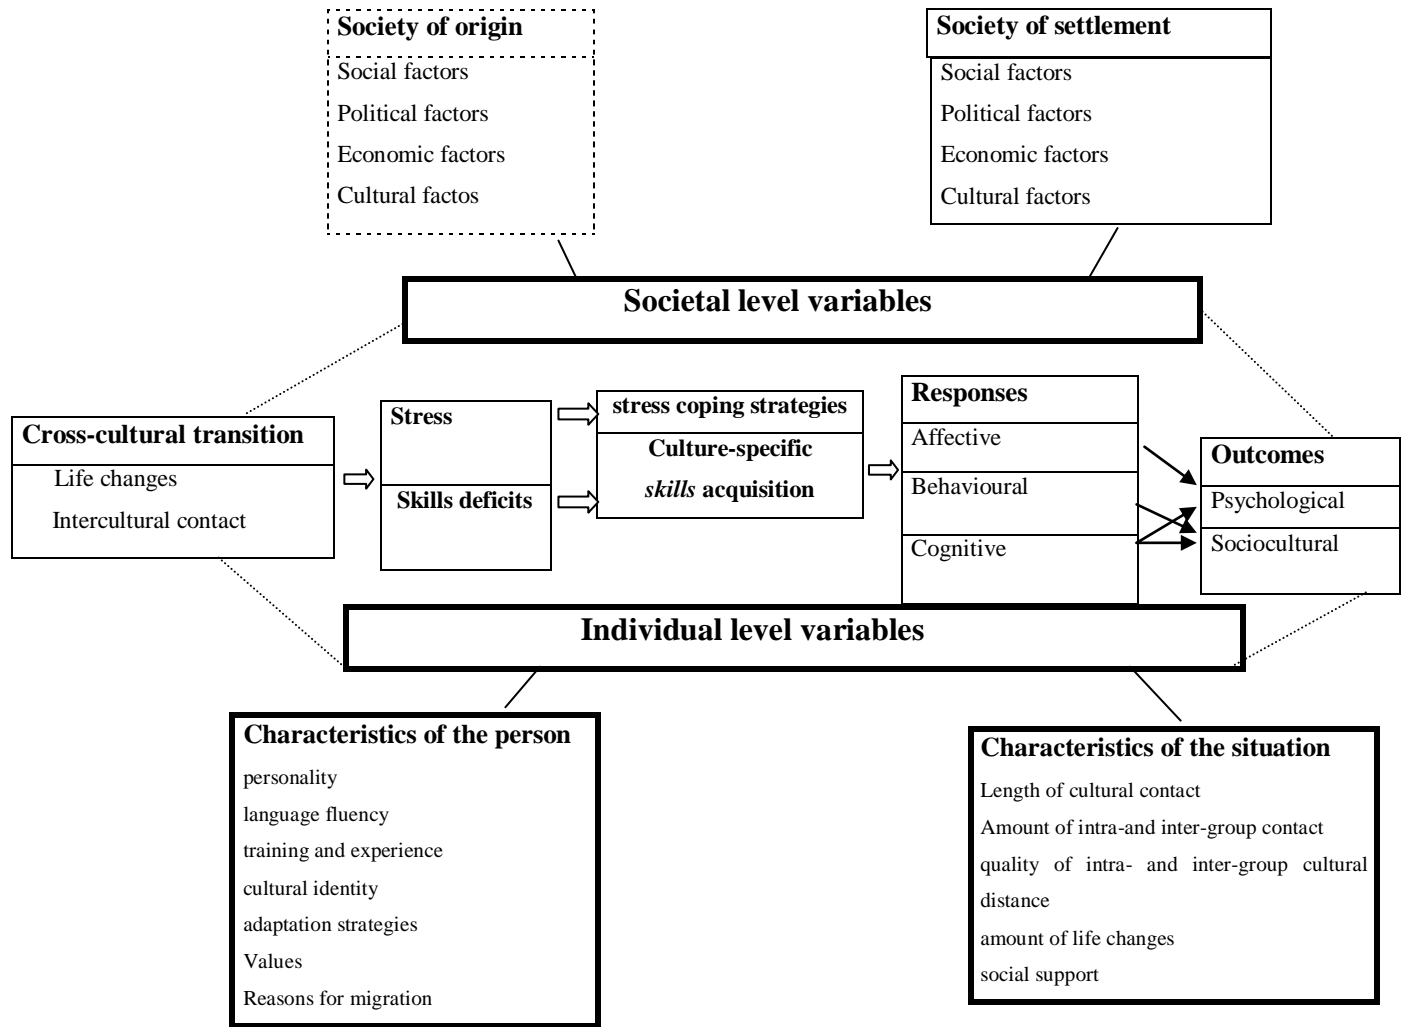 Society of origin
Social factors
Political factors
Economic factors
Cultural factos
Society of settlement
Social factors
Political factors
Economic factors
Cultural factors
Societal level variables
Cross-cultural transition
Life changes
Intercultural contact
Stress
Skills deficits
stress coping strategies
Culture-specific
skills acquisition
Responses
Affective
Behavioural
Cognitive
Outcomes
Psychological
Sociocultural
Individual level variables
Characteristics of the person
personality
language fluency
training and experience
cultural identity
adaptation strategies
Values
Reasons for migration
Characteristics of the situation
Length of cultural contact
Amount of intra-and inter-group contact
quality of intra- and inter-group cultural
distance
amount of life changes
social support